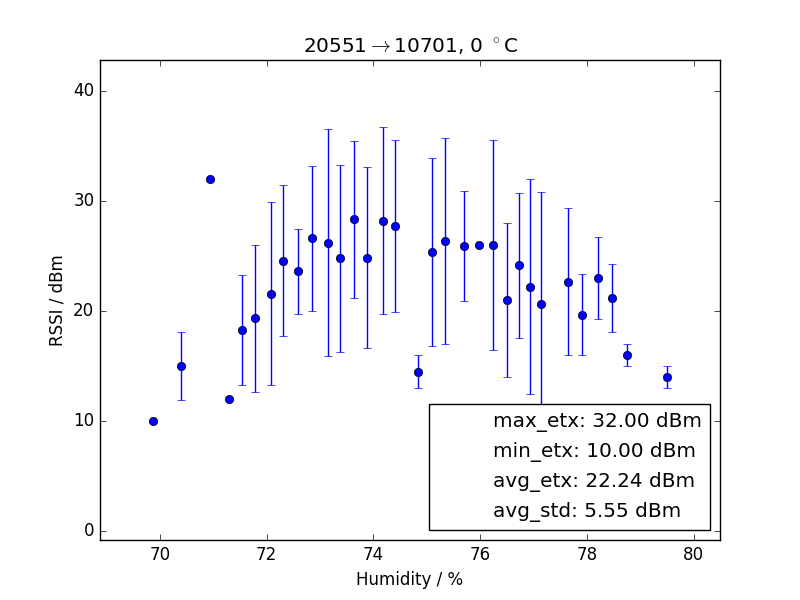 20551→10701, 0 °C
RSSI / dBm
40
30
20
10
0
max_etx: 32.00 dBm
min_etx: 10.00 dBm
avg_etx: 22.24 dBm
avg_std: 5.55 dBm
70 72 74 76 78 80
Humidity / %